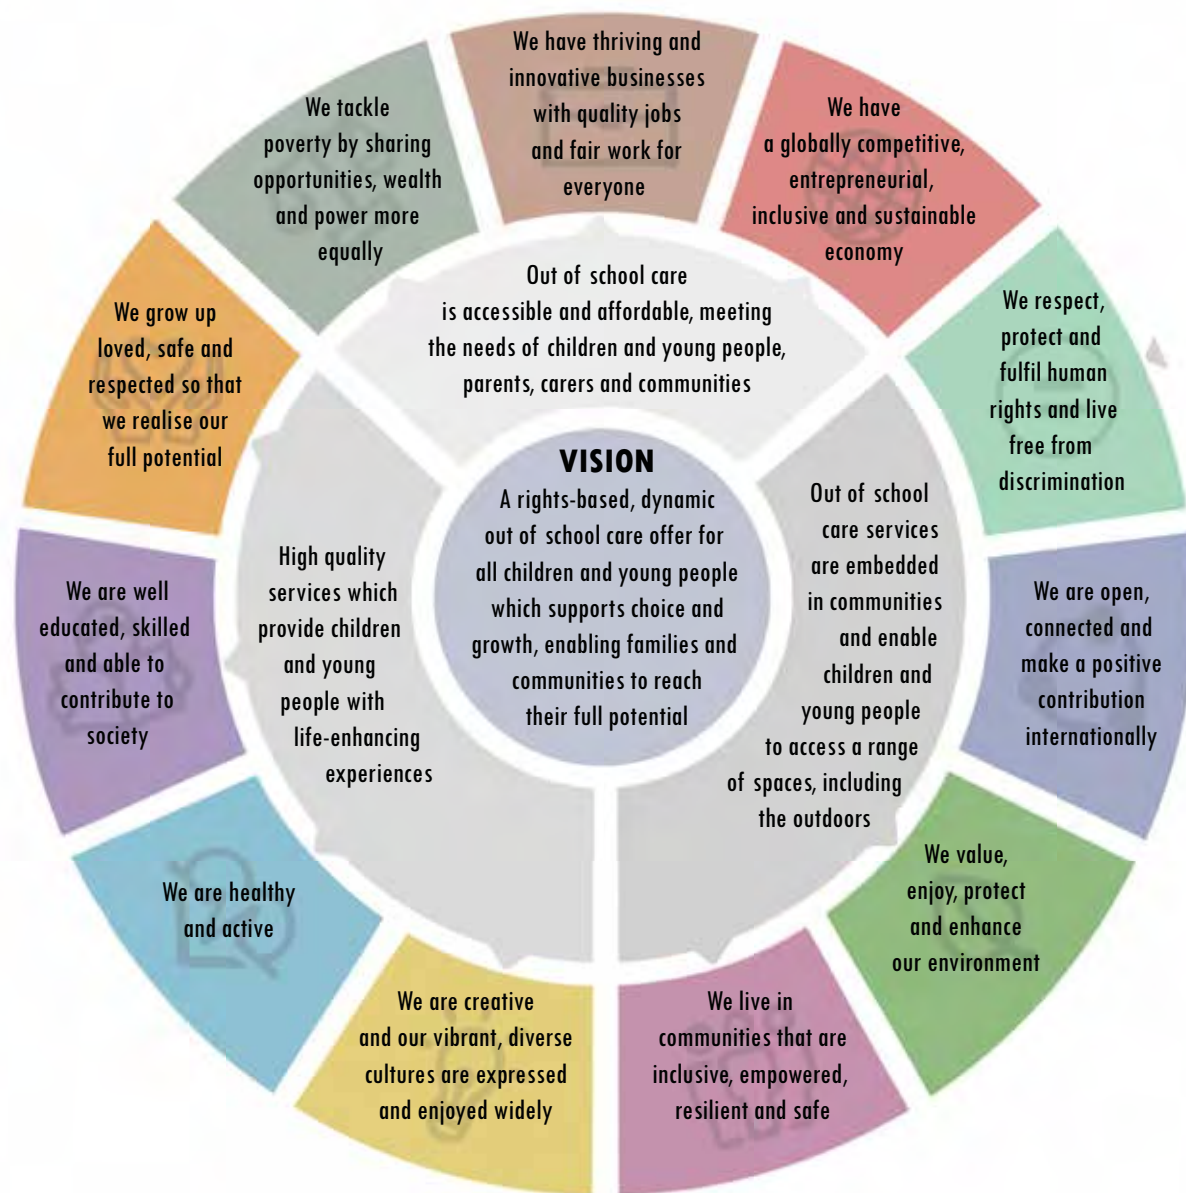 We have thriving and
innovative businesses
with quality jobs
and fair work for
everyone
We have
a globally competitive,
entrepreneurial,
inclusive and sustainable
economy
We respect,
protect and
fulfil human
rights and live
free from
discrimination
We are open,
connected and
make a positive
contribution
internationally
We value,
enjoy, protect
and enhance
our environment
We live in
communities that are
inclusive, empowered,
resilient and safe
We are creative
and our vibrant, diverse
cultures are expressed
and enjoyed widely
We are healthy
and active
We are well
educated, skilled
and able to
contribute to
society
We grow up
loved, safe and
respected so that
we realise our
full potential
We tackle
poverty by sharing
opportunities, wealth
and power more
equally
Out of school care
is accessible and affordable, meeting
the needs of children and young people,
parents, carers and communities
Out of school
care services
are embedded
in communities
and enable
children and
young people
to access a range
of spaces, including
the outdoors
High quality
services which
provide children
and young
people with
life-enhancing
experiences
VISION
A rights-based, dynamic
out of school care offer for
all children and young people
which supports choice and
growth, enabling families and
communities to reach
their full potential